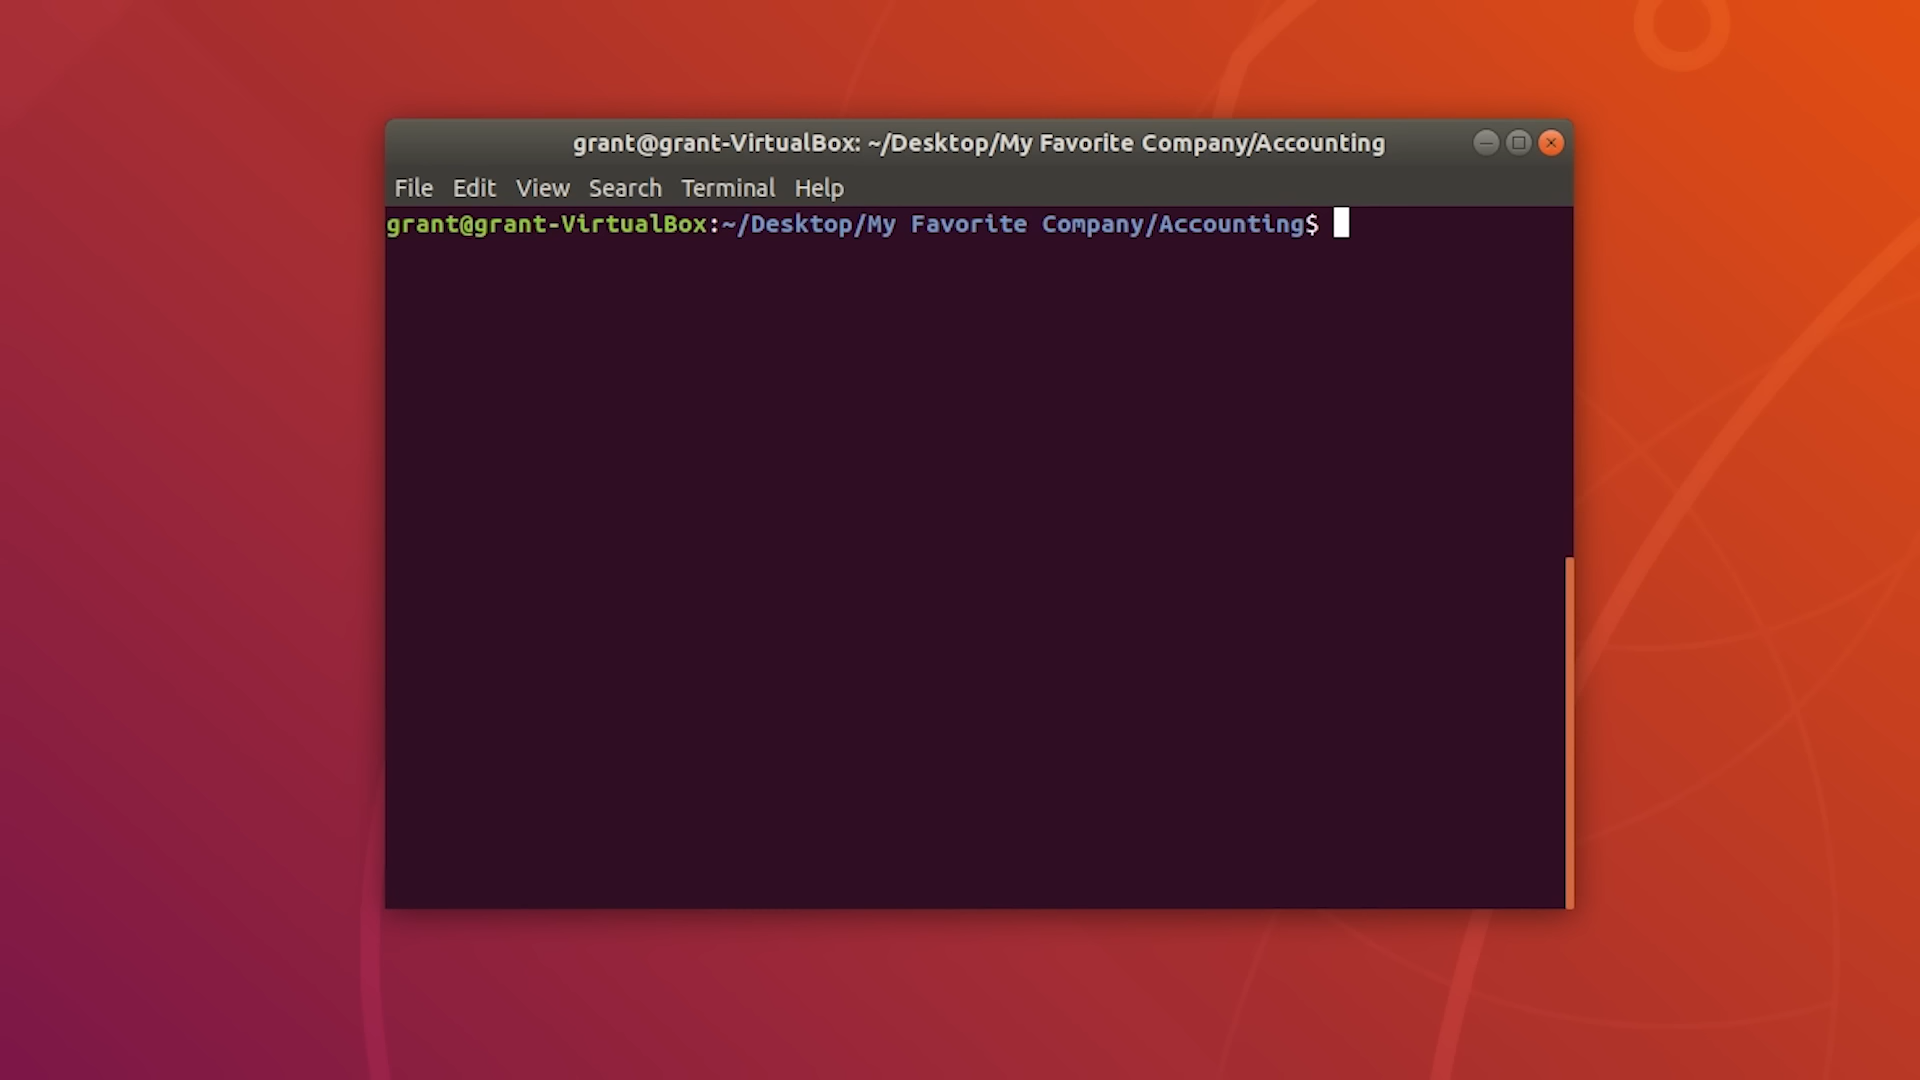 grant@grant-VirtualBox: ~/Desktop/My Favorite Company/Accounting
File Edit View Search Terminal Help
grant@grant-VirtualBox:~/Desktop/My Favorite Company/Accounting$